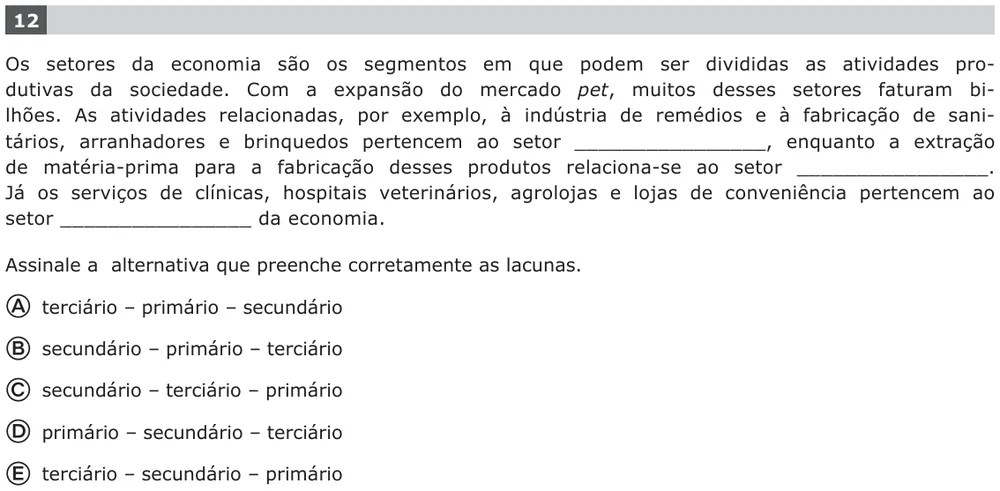 12
Os setores da economia são os segmentos em que podem ser divididas as atividades pro-
dutivas da sociedade. Com a expansão do mercado pet, muitos desses setores faturam bi-
lhões. As atividades relacionadas, por exemplo, à indústria de remédios e à fabricação de sani-
tários, arranhadores e brinquedos pertencem ao setor ________________, enquanto a extração
de matéria-prima para a fabricação desses produtos relaciona-se ao setor ________________.
Já os serviços de clínicas, hospitais veterinários, agrolojas e lojas de conveniência pertencem ao
setor ________________ da economia.
Assinale a alternativa que preenche corretamente as lacunas.
A terciário – primário – secundário
B secundário – primário – terciário
C secundário – terciário – primário
D primário – secundário – terciário
E terciário – secundário – primário